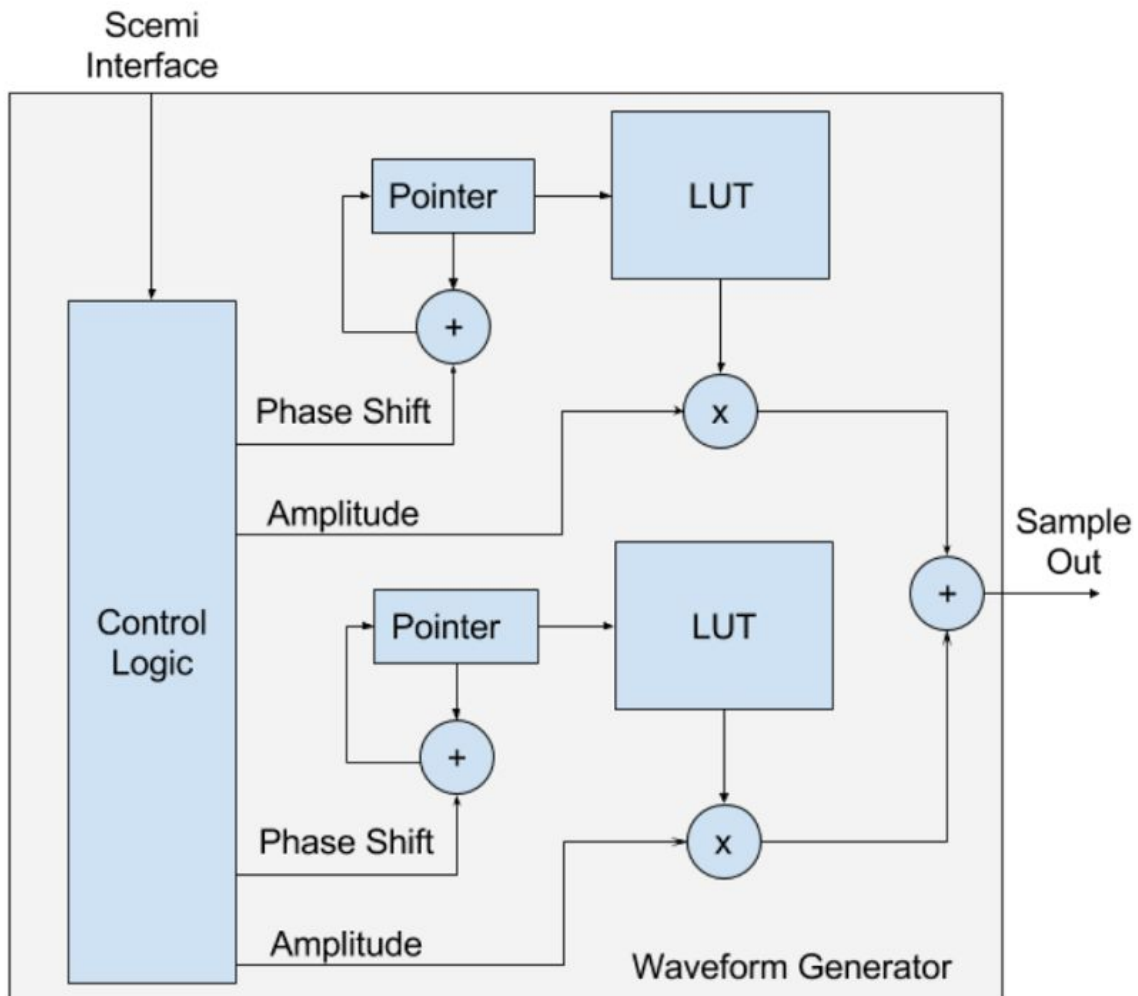 Scemi
Interface
Pointer
LUT
+
Phase Shift
x
Amplitude
Sample
Out
+
Control
Logic
Pointer
LUT
+
Phase Shift
x
Amplitude
Waveform Generator